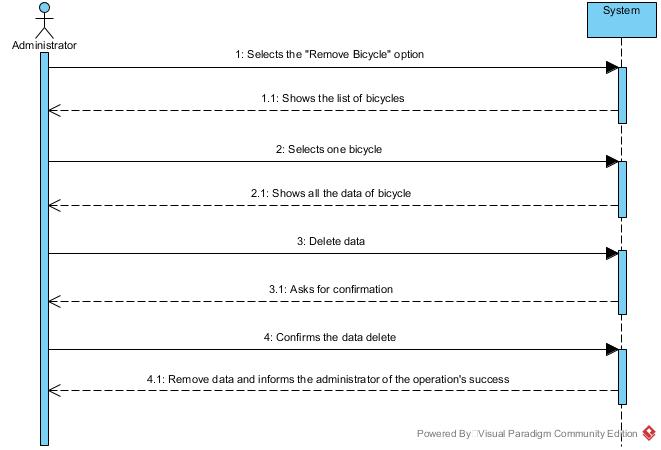 System
Administrator
1: Selects the "Remove Bicycle" option
1.1: Shows the list of bicycles
2: Selects one bicycle
2.1: Shows all the data of bicycle
3: Delete data
3.1: Asks for confirmation
4: Confirms the data delete
4.1: Remove data and informs the administrator of the operation's success
Powered By Visual Paradigm Community Edition